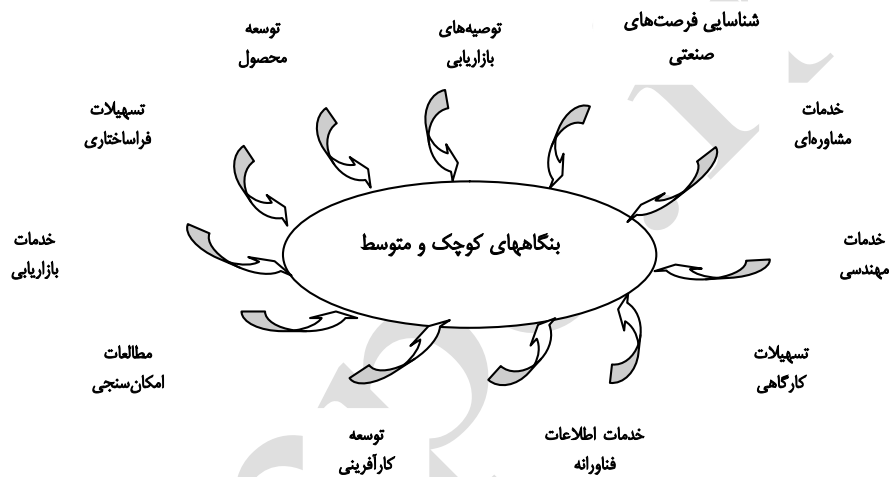 شناسایی فرصت‌های
صنعتی
توصیه‌های
بازاریابی
توسعه
محصول
خدمات
مشاوره‌ای
تسهیلات
فراساختاری
بنگاههای کوچک و متوسط
خدمات
مهندسی
خدمات
بازاریابی
تسهیلات
کارگاهی
مطالعات
امکان‌سنجی
خدمات اطلاعات
فناورانه
توسعه
کارآفرینی